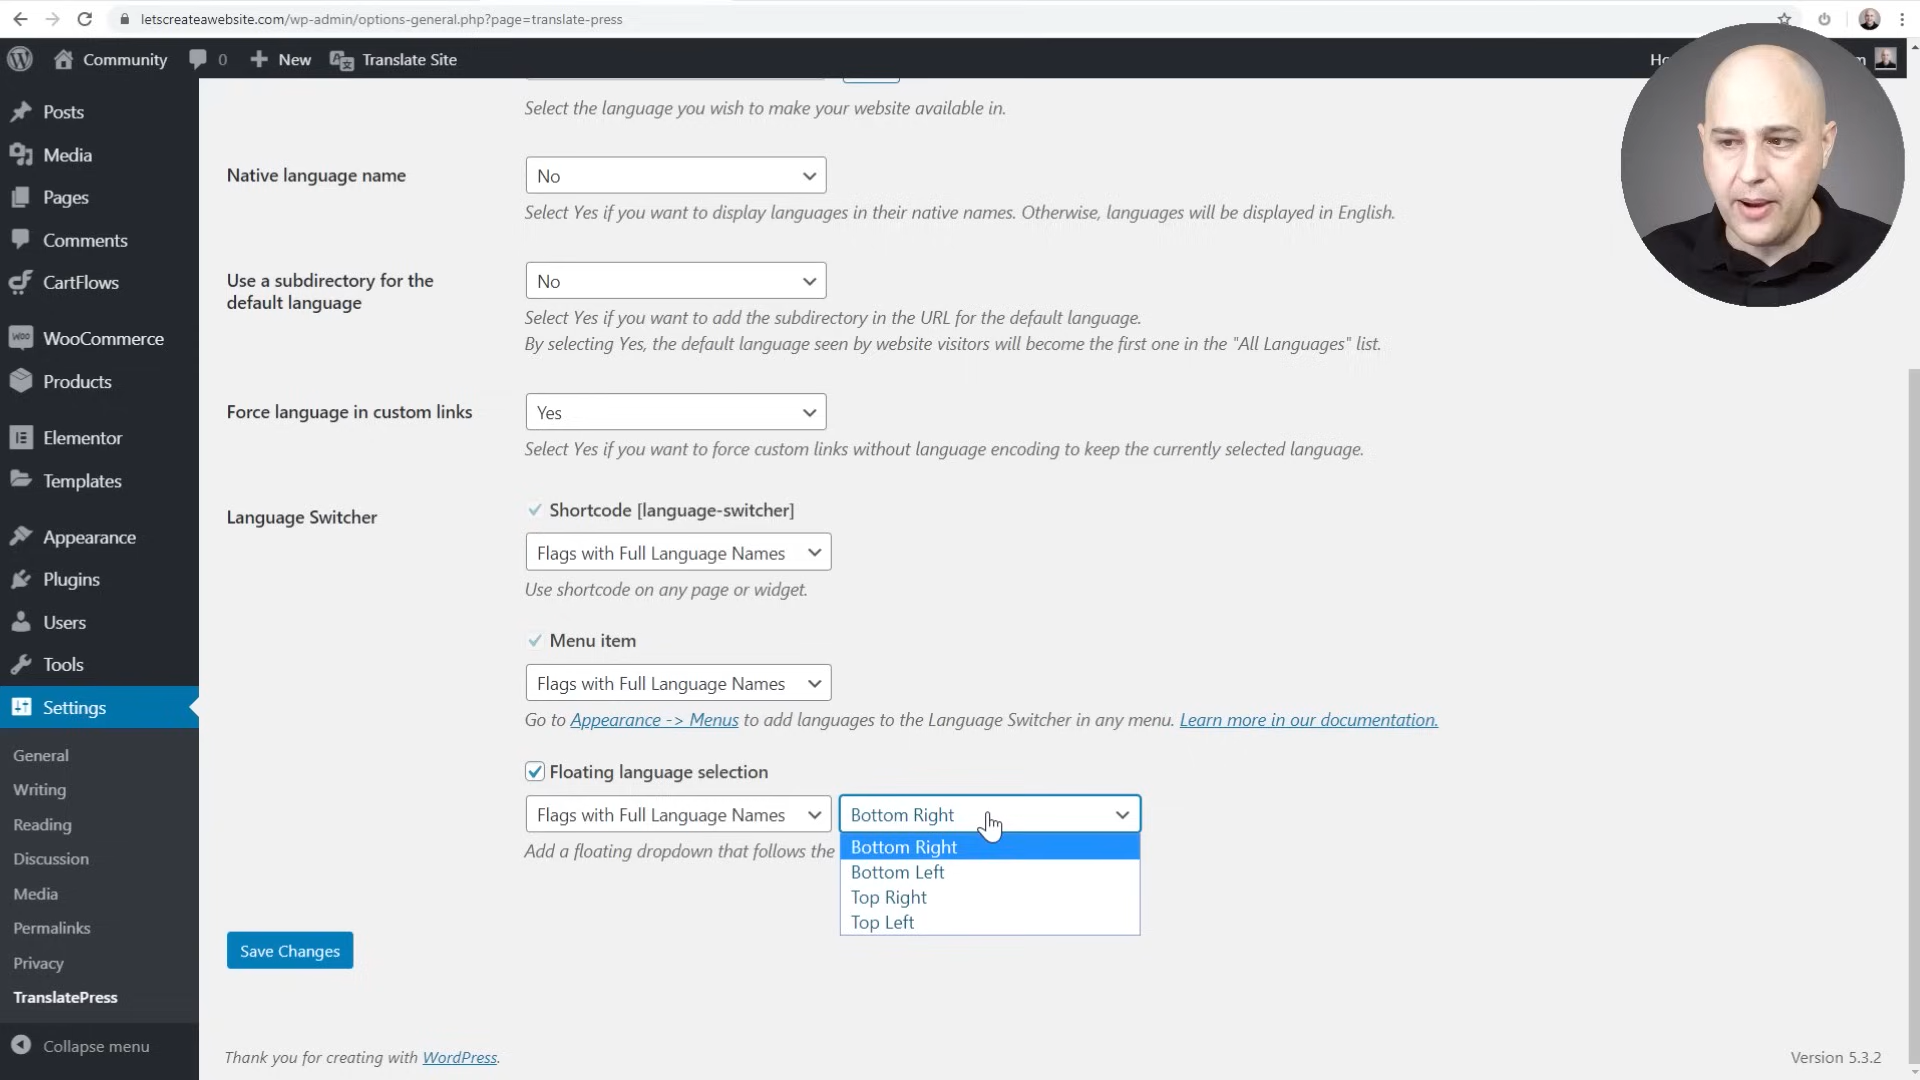 letscreateawebsite.com/wp-admin/options-general.php?page=translate-press
Community
0
New
Translate Site
Posts
Media
Pages
Comments
CartFlows
WooCommerce
Products
Elementor
Templates
Appearance
Plugins
Users
Tools
Settings
General
Writing
Reading
Discussion
Media
Permalinks
Privacy
TranslatePress
Collapse menu
Select the language you wish to make your website available in.
Native language name
No
Select Yes if you want to display languages in their native names. Otherwise, languages will be displayed in English.
Use a subdirectory for the
default language
No
Select Yes if you want to add the subdirectory in the URL for the default language.
By selecting Yes, the default language seen by website visitors will become the first one in the "All Languages" list.
Force language in custom links
Yes
Select Yes if you want to force custom links without language encoding to keep the currently selected language.
Language Switcher
Shortcode [language-switcher]
Flags with Full Language Names
Use shortcode on any page or widget.
Menu item
Flags with Full Language Names
Go to Appearance -> Menus to add languages to the Language Switcher in any menu. Learn more in our documentation.
Floating language selection
Flags with Full Language Names
Bottom Right
Add a floating dropdown that follows the
Bottom Right
Bottom Left
Top Right
Top Left
Save Changes
Thank you for creating with WordPress.
Version 5.3.2